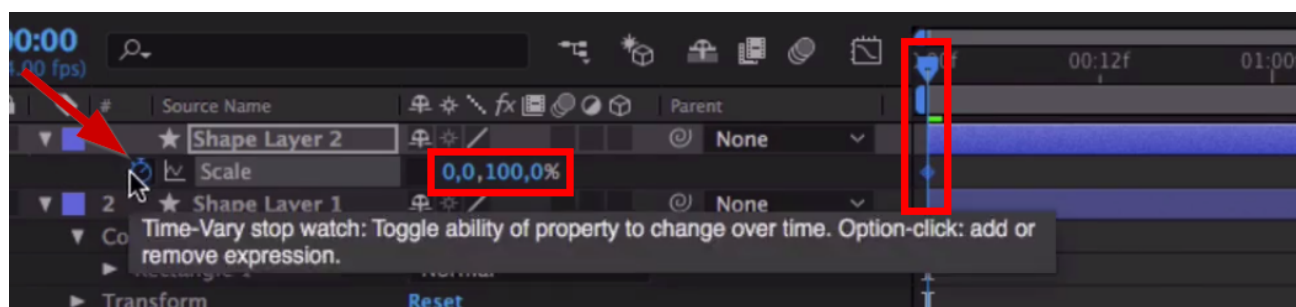 0:00
.00 fps)
00:12f
01:00
# Source Name
fx
Parent
Shape Layer 2
None
Scale
0,0,100,0%
2
Shape Layer 1
None
Time-Vary stop watch: Toggle ability of property to change over time. Option-click: add or
remove expression.
Co
Normal
Transform
Reset